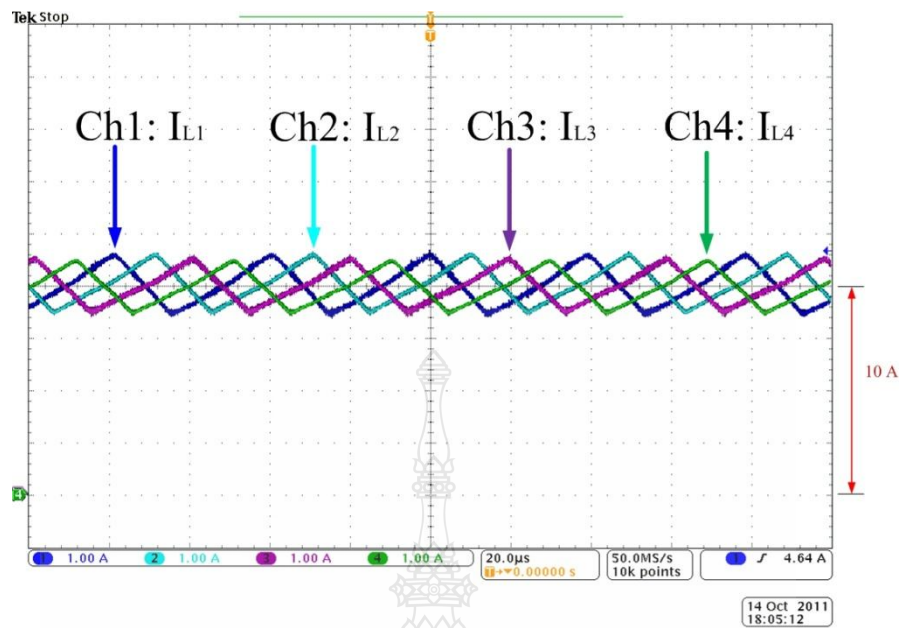 Tek Stop
T
T
Ch1: IL1 Ch2: IL2 Ch3: IL3 Ch4: IL4
10 A
4
1 1.00 A 2 1.00 A 3 1.00 A 4 1.00 A 20.0µs 50.0MS/s 1 4.64 A
T 0.00000 s 10k points
14 Oct 2011
18:05:12